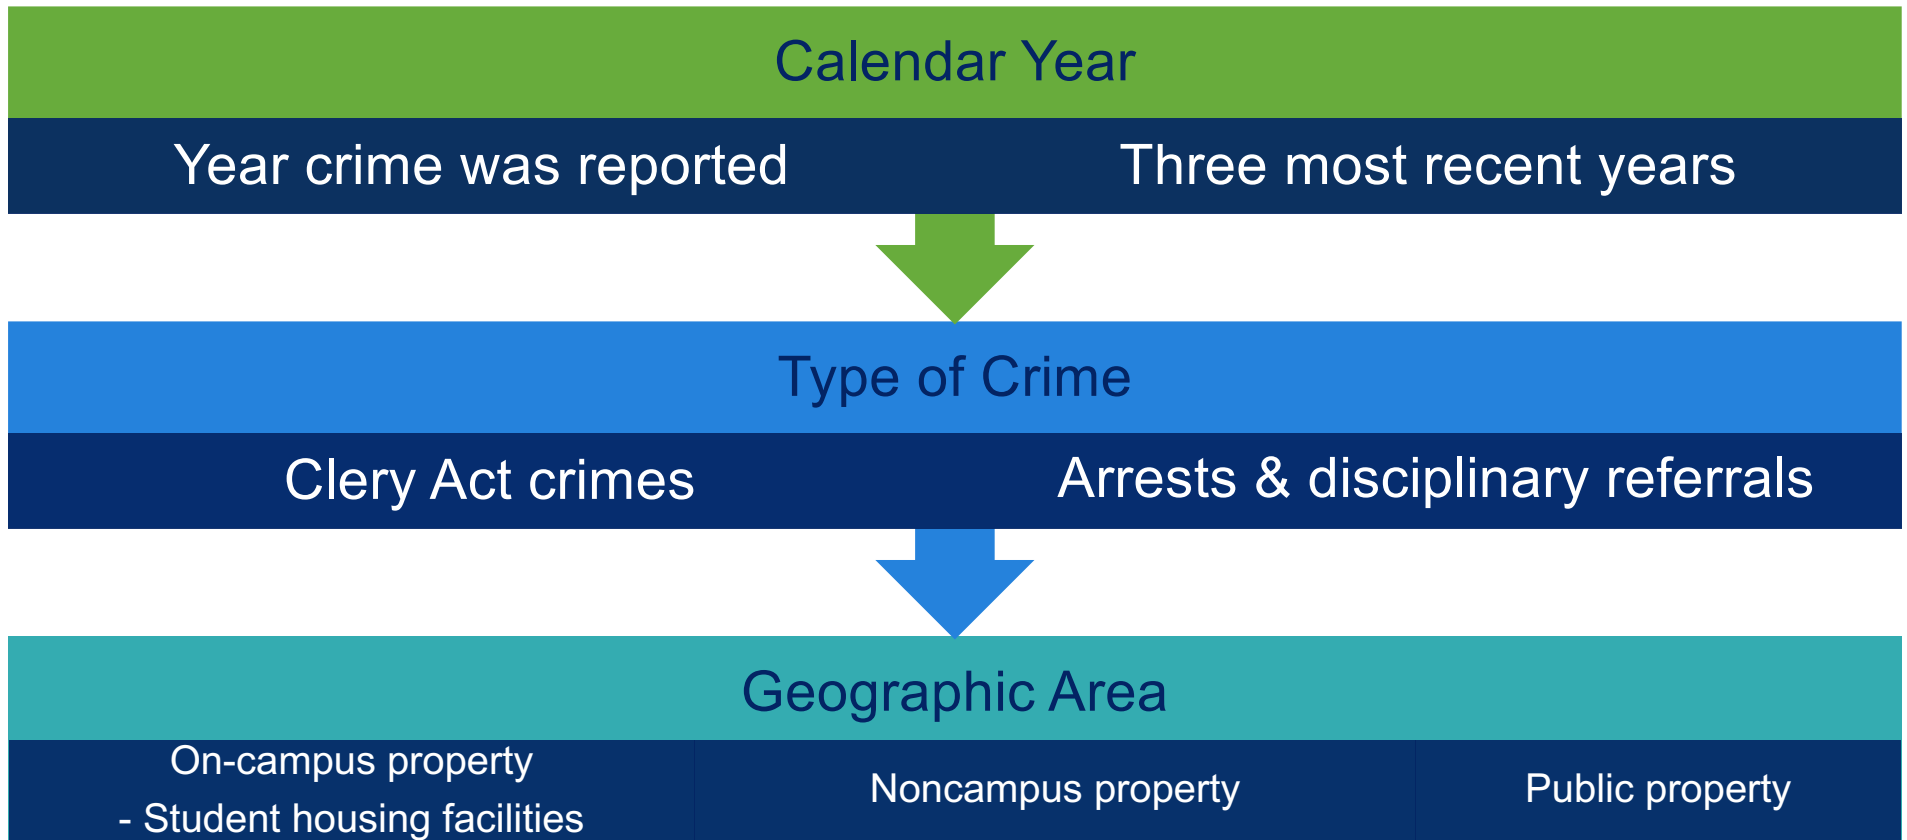 Calendar Year
Year crime was reported
Three most recent years
Type of Crime
Clery Act crimes
Arrests & disciplinary referrals
Geographic Area
On-campus property
- Student housing facilities
Noncampus property
Public property